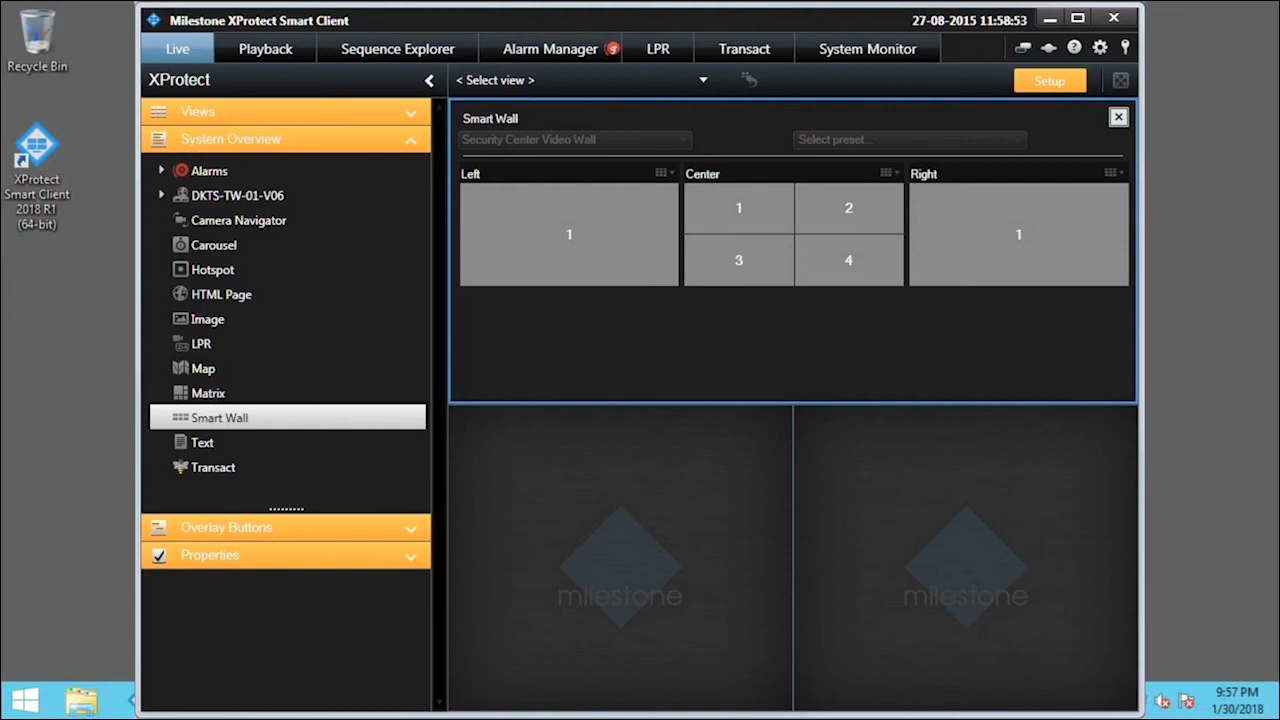 Recycle Bin
XProtect
Smart Client
2018 R1
(64-bit)
Milestone XProtect Smart Client
27-08-2015 11:58:53
Live
Playback
Sequence Explorer
Alarm Manager
9
LPR
Transact
System Monitor
XProtect
< Select view >
Setup
Views
System Overview
Alarms
DKTS-TW-01-V06
Camera Navigator
Carousel
Hotspot
HTML Page
Image
LPR
Map
Matrix
Smart Wall
Text
Transact
Overlay Buttons
Properties
Smart Wall
Security Center Video Wall
Select preset...
Left
Center
Right
1
1
2
3
4
1
milestone
milestone
9:57 PM
1/30/2018